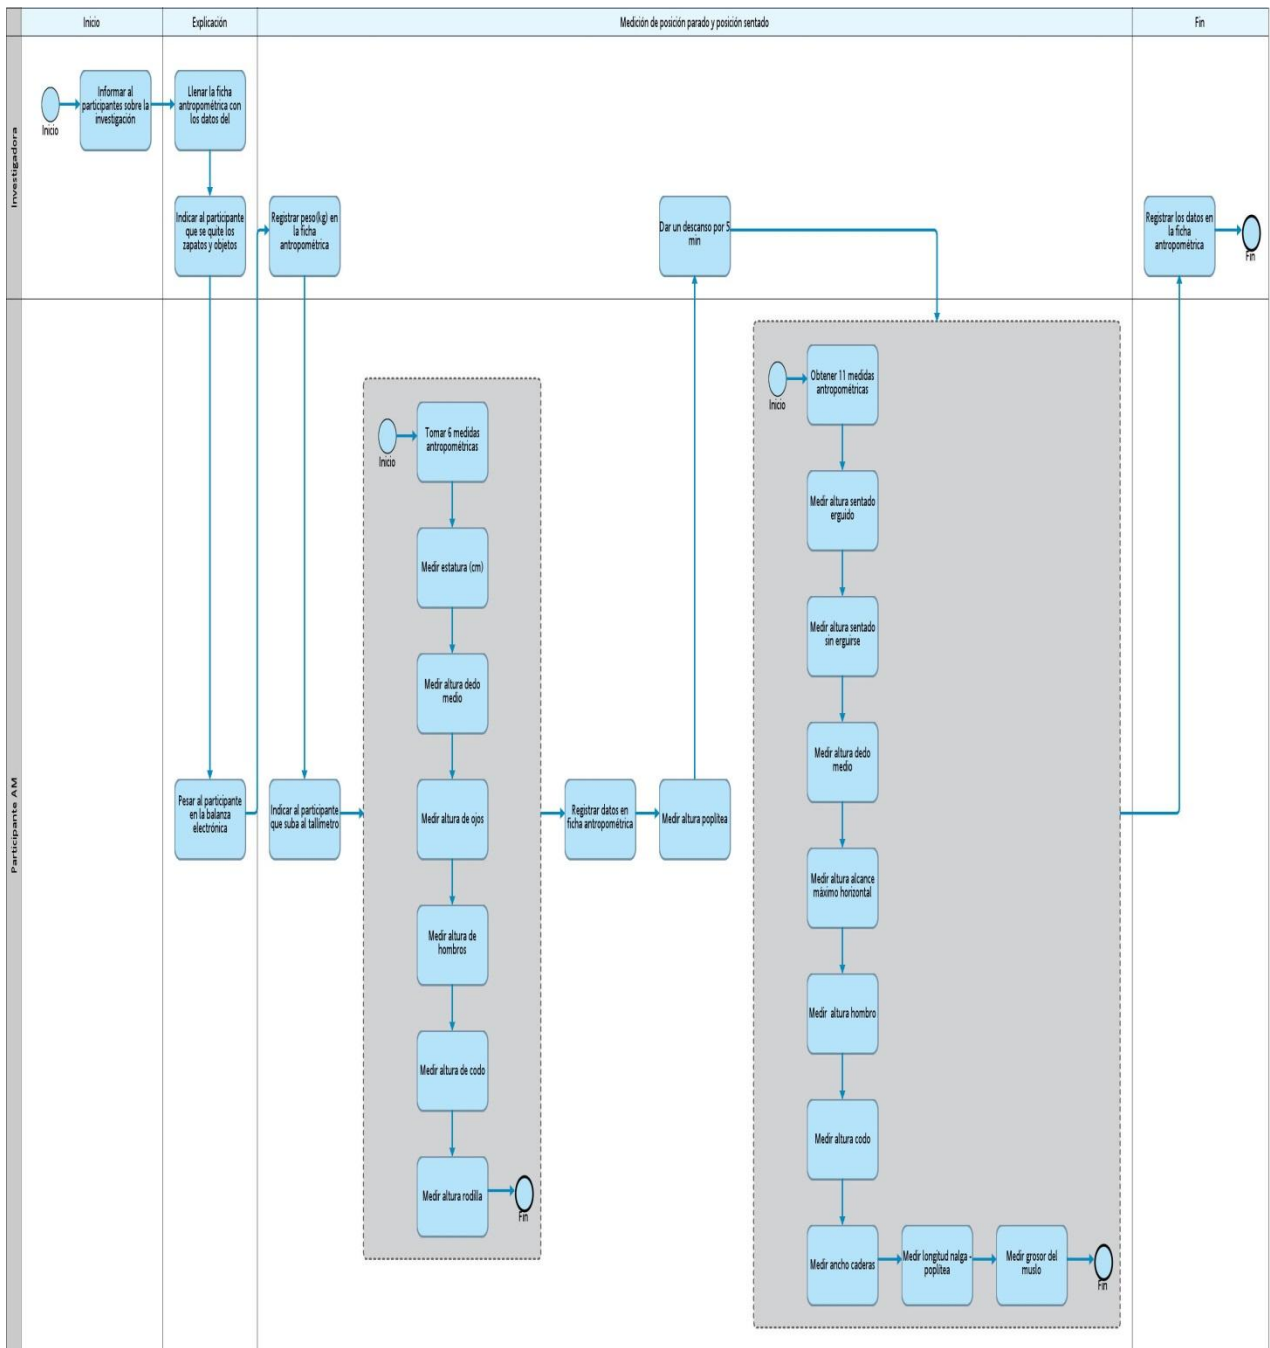 Inicio
Explicación
Medición de posición parado y posición sentado
Fin
Investigadora
Inicio
Informar al
participantes sobre la
investigación
Llenar la ficha
antropométrica con
los datos del
Indicar al participante
que se quite los
zapatos y objetos
Registrar peso(kg) en
la ficha
antropométrica
Dar un descanso por 5
min
Registrar los datos en
la ficha
antropométrica
Fin
Participante AM
Pesar al participante
en la balanza
electrónica
Indicar al participante
que suba al tallímetro
Inicio
Tomar 6 medidas
antropométricas
Medir estatura (cm)
Medir altura dedo
medio
Medir altura de ojos
Medir altura de
hombros
Medir altura de codo
Medir altura rodilla
Fin
Registrar datos en
ficha antropométrica
Medir altura poplítea
Inicio
Obtener 11 medidas
antropométricas
Medir altura sentado
erguido
Medir altura sentado
sin erguirse
Medir altura dedo
medio
Medir altura alcance
máximo horizontal
Medir altura hombro
Medir altura codo
Medir ancho caderas
Medir longitud nalga -
poplítea
Medir grosor del
muslo
Fin